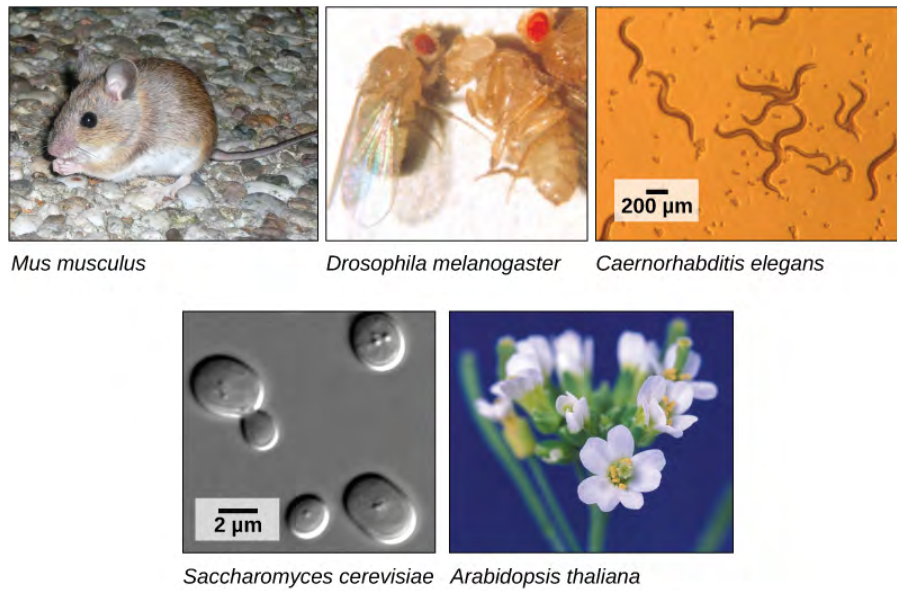 200 µm
Mus musculus
Drosophila melanogaster
Caernorhabditis elegans
2 µm
Saccharomyces cerevisiae
Arabidopsis thaliana